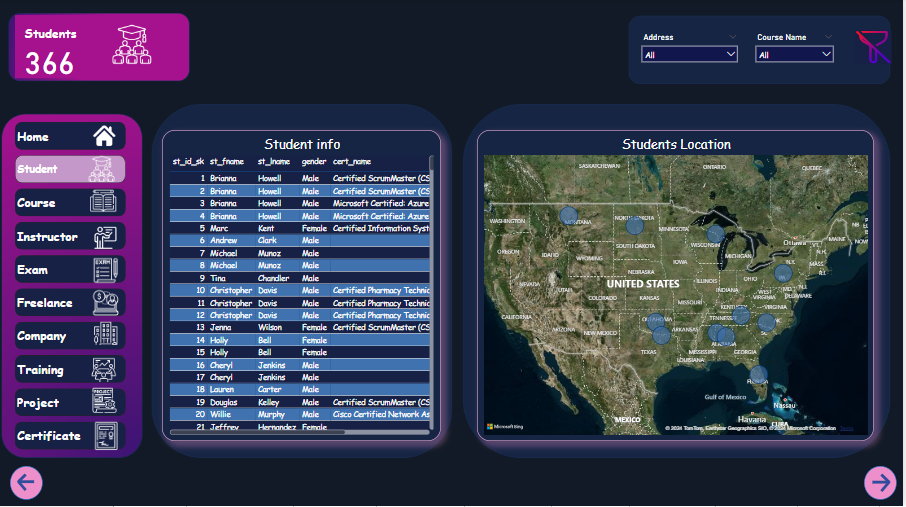 Students
366
Address
Course Name
All
All
Home
Student
Course
Instructor
Exam
Freelance
Company
Training
Project
Certificate
Student info
st_id_sk st_fname st_lname gender cert_name
1 Brianna Howell Male Certified ScrumMaster (CS
2 Brianna Howell Male Certified ScrumMaster (CS
3 Brianna Howell Male Microsoft Certified: Azure
4 Brianna Howell Male Microsoft Certified: Azure
5 Marc Kent Female Certified Information Syst
6 Andrew Clark Male
7 Michael Munoz Male
8 Michael Munoz Male
9 Tina Chandler Male
10 Christopher Davis Male Certified Pharmacy Technic
11 Christopher Davis Male Certified Pharmacy Technic
12 Christopher Davis Male Certified Pharmacy Technic
13 Jenna Wilson Female Certified ScrumMaster (CS
14 Holly Bell Female
15 Holly Bell Female
16 Cheryl Jenkins Male
17 Cheryl Jenkins Male
18 Lauren Carter Male
19 Douglas Kelley Male Certified ScrumMaster (CS
20 Willie Murphy Male Cisco Certified Network As
21 Jeffrey Hernandez Female
Students Location
SASKATCHEWAN
ONTARIO
QUEBEC
WASHINGTON
MONTANA
NORTH DAKOTA
MINNESOTA
Ottawa
MAINE
OREGON
IDAHO
SOUTH DAKOTA
WISCONSIN
MICHIGAN
WYOMING
IOWA
N.Y.
MASS.
NEBRASKA
NEVADA
UTAH
UNITED STATES
ILLINOIS
OHIO
COLORADO
KANSAS
INDIANA
WEST VIRGINIA
DELAWARE
MISSOURI
KENTUCKY
VIRGINIA
CALIFORNIA
ARIZONA
NEW MEXICO
OKLAHOMA
ARKANSAS
TENNESSEE
TEXAS
MISSISSIPPI
ALABAMA
GEORGIA
LOUISIANA
FLORIDA
Gulf of Mexico
Nassau
MEXICO
Havana
CUBA
Microsoft Bing
© 2024 TomTom, Earthstar Geographics SIO, © 2024 Microsoft Corporation Terms